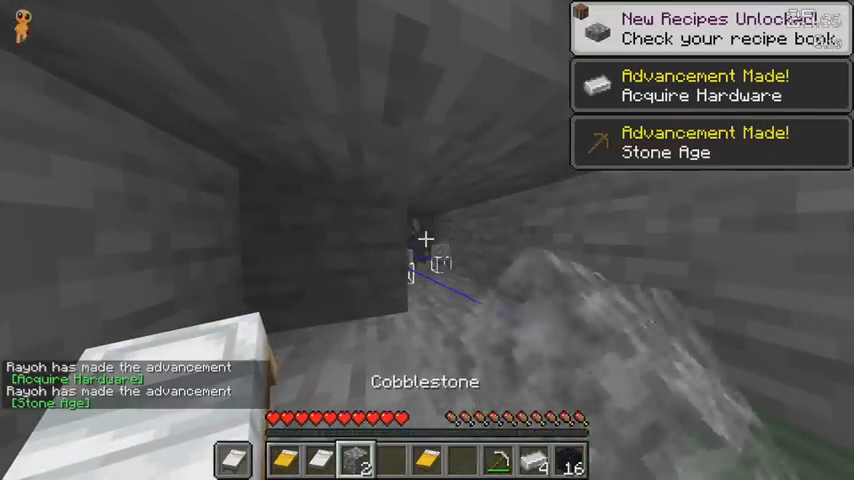 New Recipes Unlocked!
Check your recipe book
Advancement Made!
Acquire Hardware
Advancement Made!
Stone Age
Rayoh has made the advancement
[Acquire Hardware]
Rayoh has made the advancement
[Stone Age]
Cobblestone
2
4
16